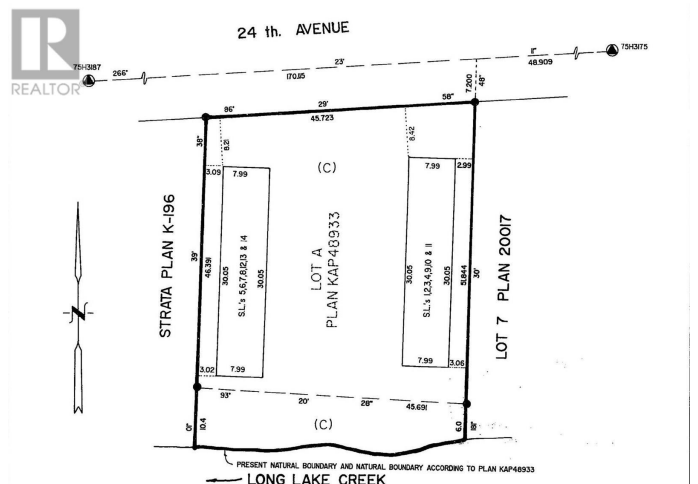 24 th. AVENUE
R
REALTOR®
75H3187
266°
23'
11"
75H3175
170.115
48.909
7.200
48'
86°
29'
58"
45.723
38"
8.21
8.42
(C)
3.09
7.99
7.99
2.99
STRATA PLAN K-196
39'
46.391
30.05
S.L.'s 5,6,7,8,12,13 & 14
30.05
LOT A
PLAN KAP48933
30.05
S.L.'s 1,2,3,4,9,10 & 11
30.05
51.844
30'
LOT 7 PLAN 20017
N
3.02
7.99
7.99
3.06
93°
20'
28"
45.691
01'
10.4
(C)
6.0
18"
PRESENT NATURAL BOUNDARY AND NATURAL BOUNDARY ACCORDING TO PLAN KAP48933
LONG LAKE CREEK